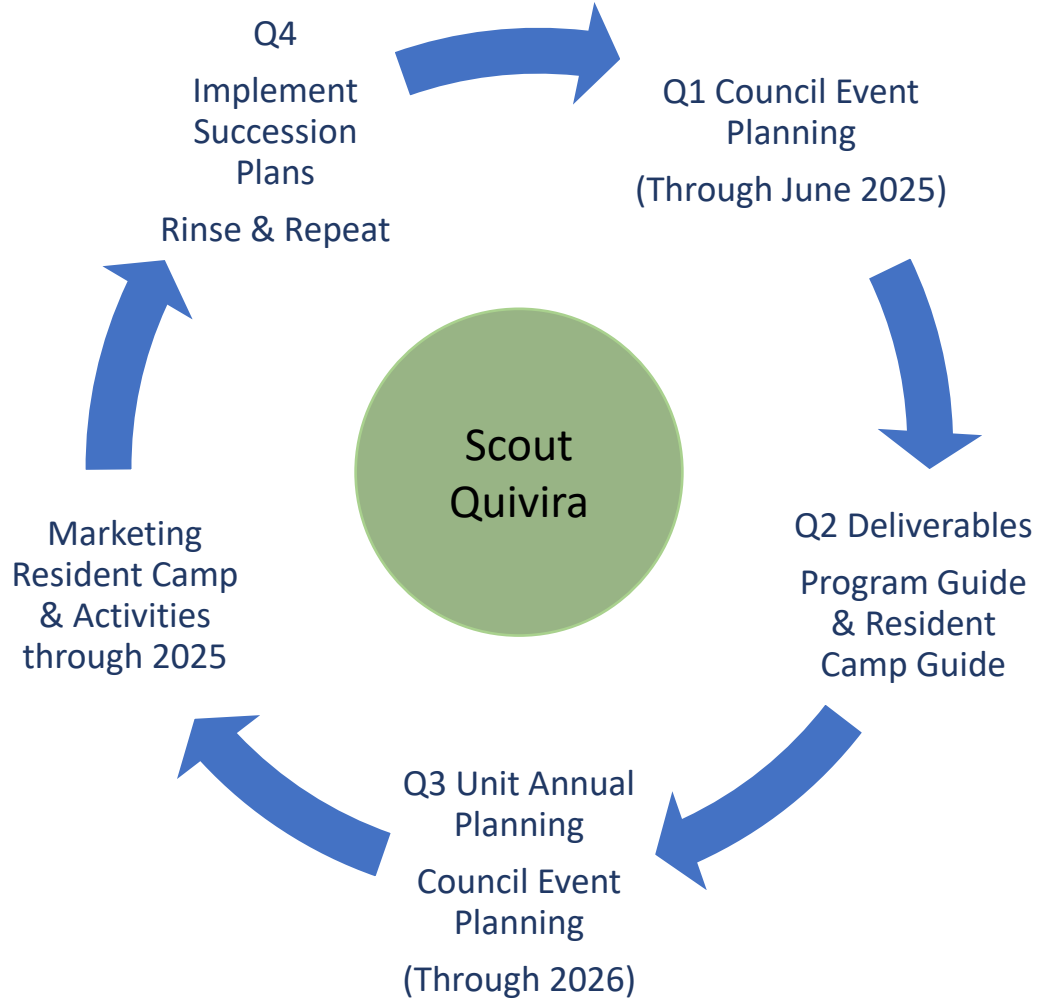 Q4
Implement
Succession
Plans
Rinse & Repeat
Q1 Council Event
Planning
(Through June 2025)
Scout
Quivira
Q2 Deliverables
Program Guide
& Resident
Camp Guide
Q3 Unit Annual
Planning
Council Event
Planning
(Through 2026)
Marketing
Resident Camp
& Activities
through 2025